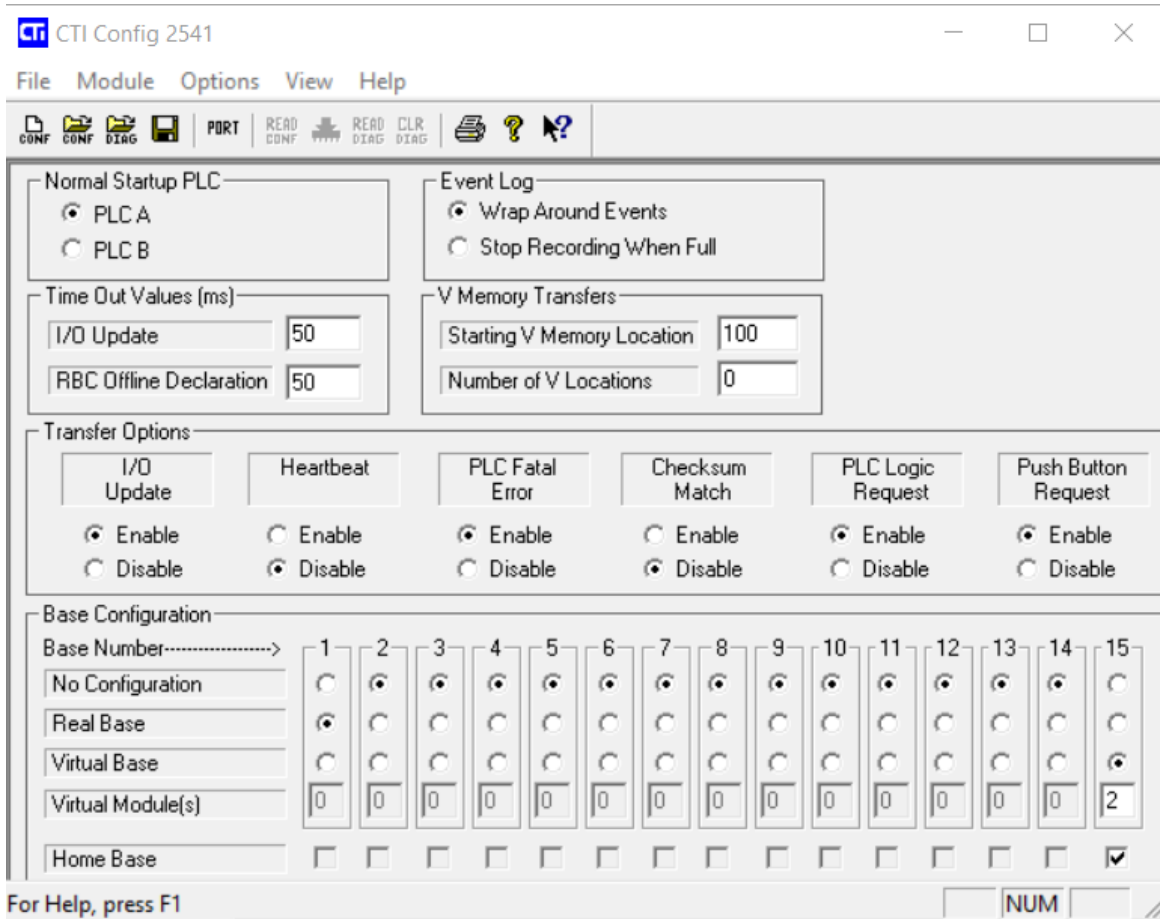 CTI CTI Config 2541
File Module Options View Help
CONF CONF DIAG PORT READ CONF READ DIAG CLR DIAG
Normal Startup PLC
PLC A
PLC B
Event Log
Wrap Around Events
Stop Recording When Full
Time Out Values (ms)
I/O Update 50
RBC Offline Declaration 50
V Memory Transfers
Starting V Memory Location 100
Number of V Locations 0
Transfer Options
I/O Update
Heartbeat
PLC Fatal Error
Checksum Match
PLC Logic Request
Push Button Request
Enable Enable Enable Enable Enable Enable
Disable Disable Disable Disable Disable Disable
Base Configuration
Base Number-------------------> 1 2 3 4 5 6 7 8 9 10 11 12 13 14 15
No Configuration
Real Base
Virtual Base
Virtual Module(s) 0 0 0 0 0 0 0 0 0 0 0 0 0 0 2
Home Base
For Help, press F1 NUM